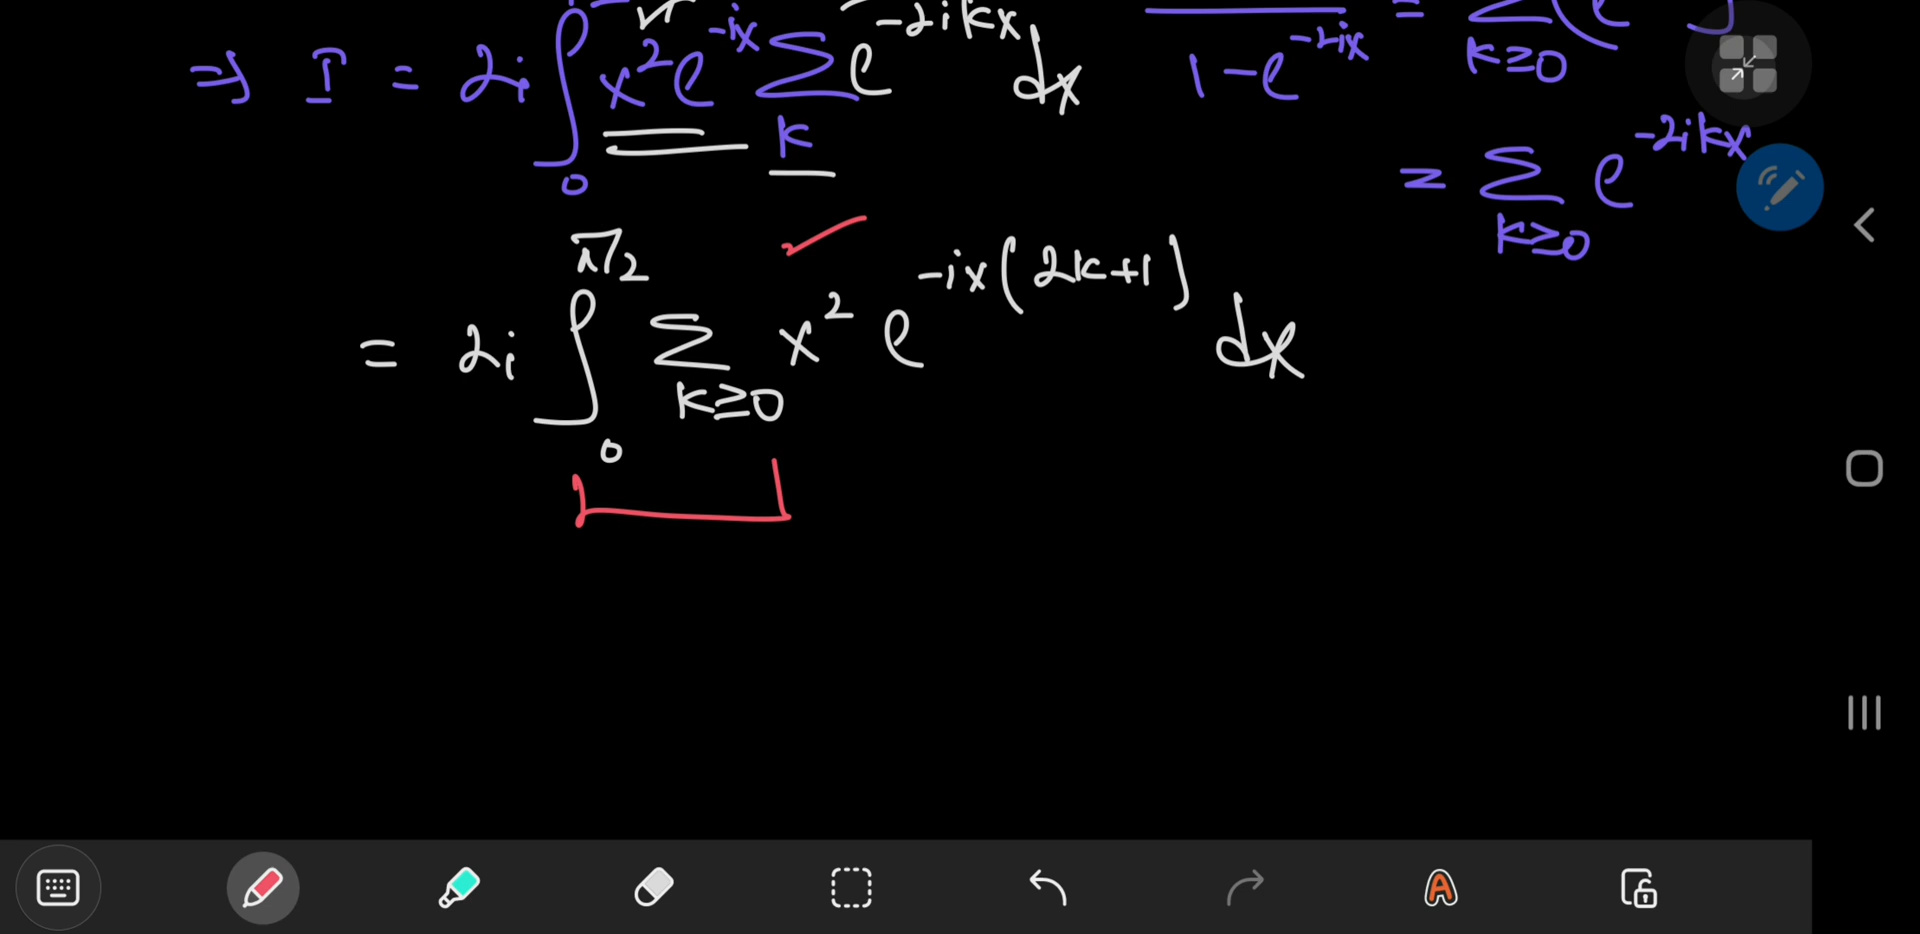 ⇒ I = 2i ∫₀ x² e^{-ix} Σ_k e^{-2ikx} dx
1 - e^{-2ix} = Σ_{k≥0} (e
= Σ_{k≥0} e^{-2ikx}
= 2i ∫₀^{π/2} Σ_{k≥0} x² e^{-ix(2k+1)} dx
A